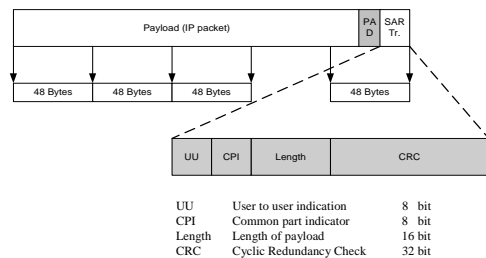 Payload (IP packet)
PA
D
SAR
Tr.
48 Bytes
48 Bytes
48 Bytes
48 Bytes
UU
CPI
Length
CRC
UU User to user indication 8 bit
CPI Common part indicator 8 bit
Length Length of payload 16 bit
CRC Cyclic Redundancy Check 32 bit